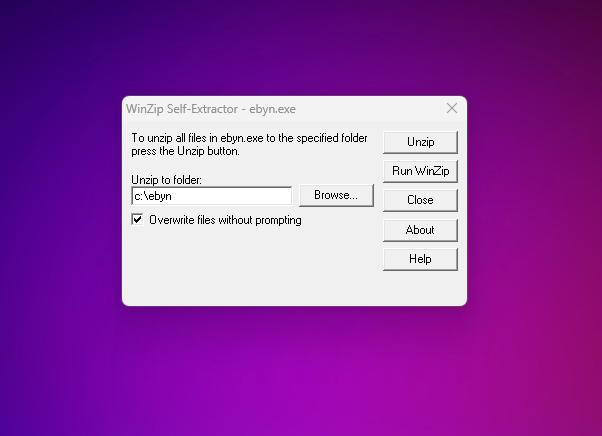 WinZip Self-Extractor - ebyn.exe
To unzip all files in ebyn.exe to the specified folder
press the Unzip button.
Unzip to folder:
c:\ebyn
Browse...
Overwrite files without prompting
Unzip
Run WinZip
Close
About
Help